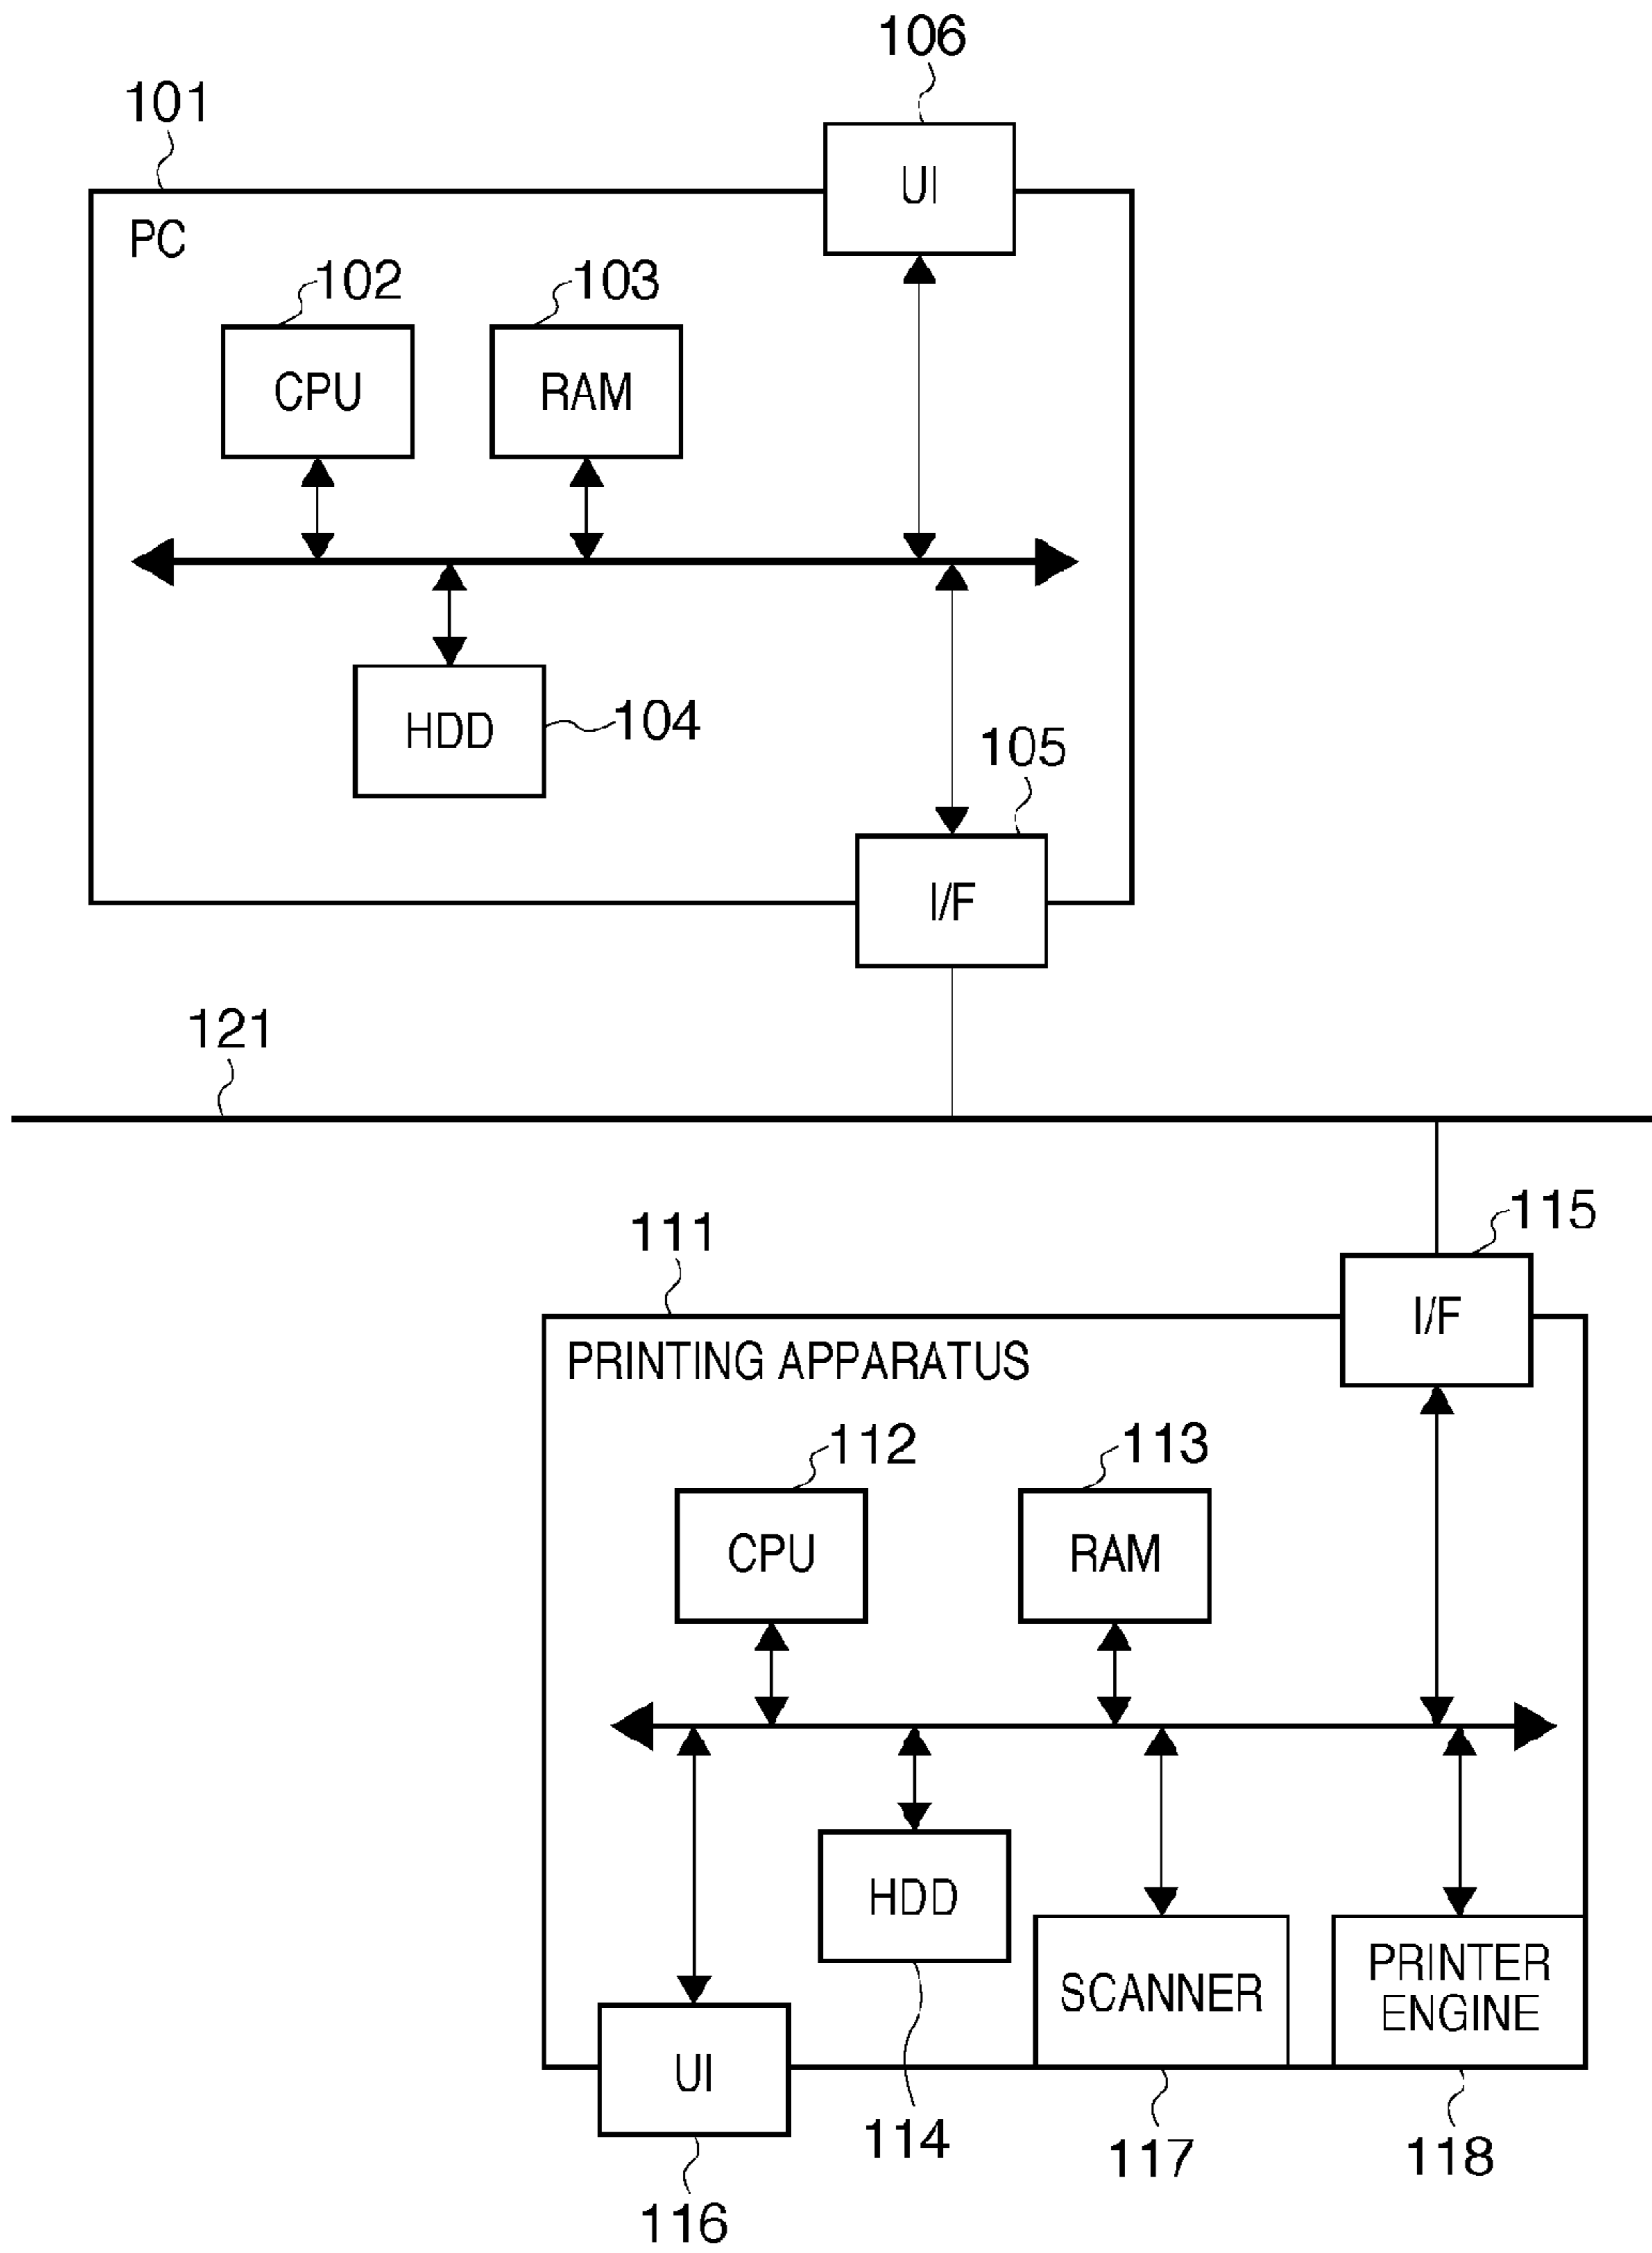 106
101
UI
PC
102
103
CPU
RAM
HDD
104
105
I/F
121
115
111
I/F
PRINTING APPARATUS
112
113
CPU
RAM
HDD
SCANNER
PRINTER
ENGINE
UI
114
117
118
116